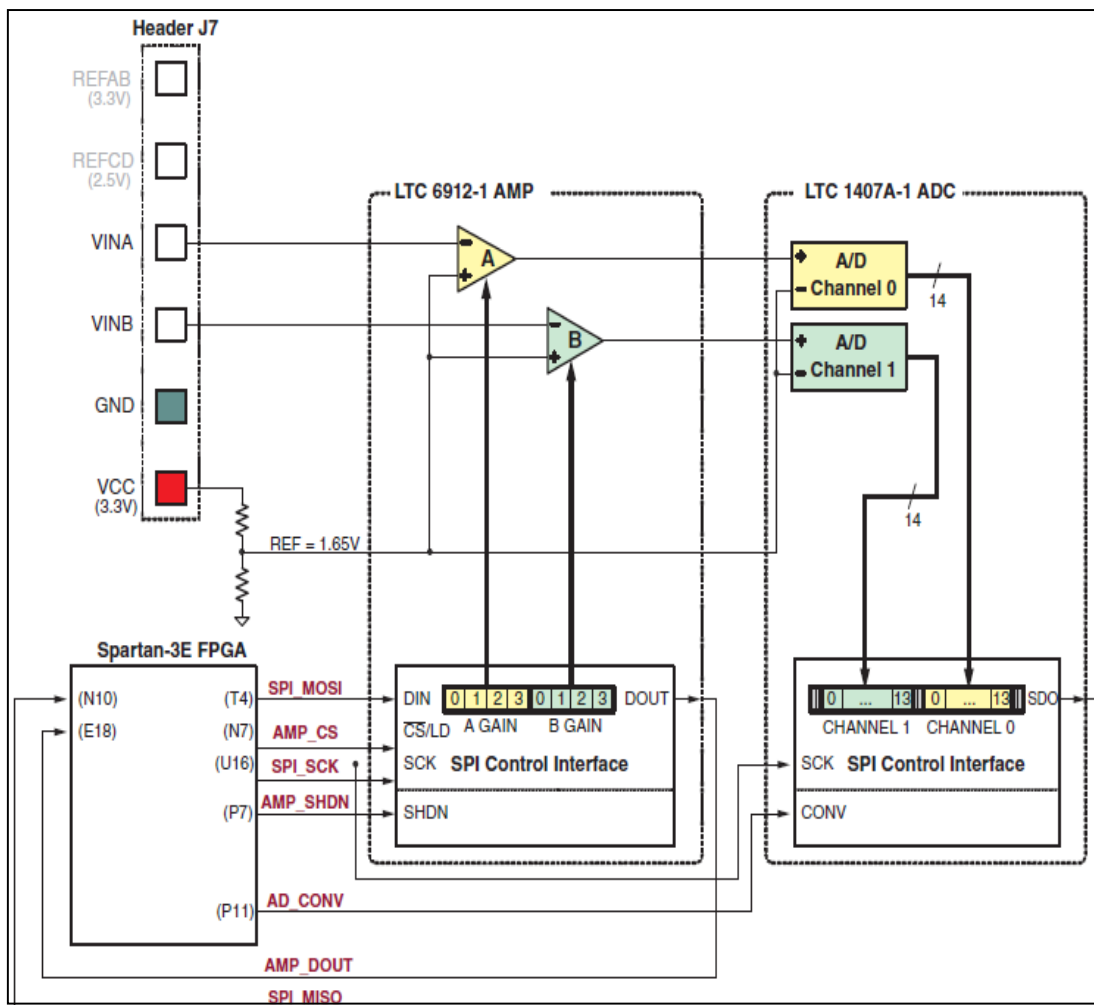 Header J7
REFAB
(3.3V)
REFCD
(2.5V)
VINA
VINB
GND
VCC
(3.3V)
REF = 1.65V
LTC 6912-1 AMP
A
B
LTC 1407A-1 ADC
A/D
Channel 0
14
A/D
Channel 1
14
Spartan-3E FPGA
(N10)
(E18)
(T4)
(N7)
(U16)
(P7)
(P11)
SPI_MOSI
AMP_CS
SPI_SCK
AMP_SHDN
AD_CONV
AMP_DOUT
SPI_MISO
DIN
0 1 2 3 0 1 2 3
DOUT
CS/LD
A GAIN
B GAIN
SCK
SPI Control Interface
SHDN
0 ... 13 0 ... 13
SDO
CHANNEL 1
CHANNEL 0
SCK
SPI Control Interface
CONV